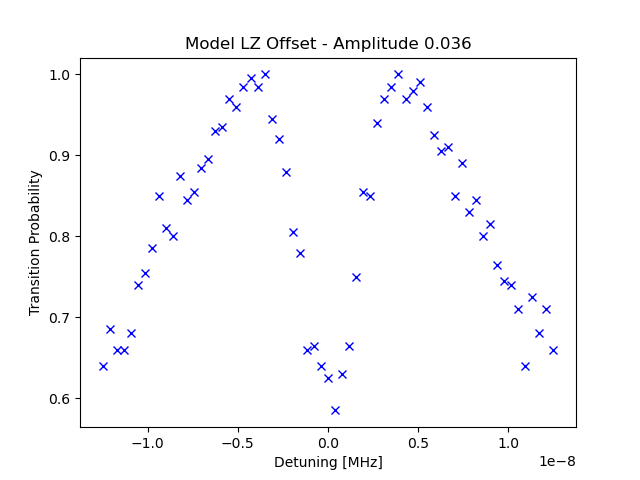 Model LZ Offset - Amplitude 0.036
Transition Probability
1.0
0.9
0.8
0.7
0.6
−1.0 −0.5 0.0 0.5 1.0
Detuning [MHz]
1e−8